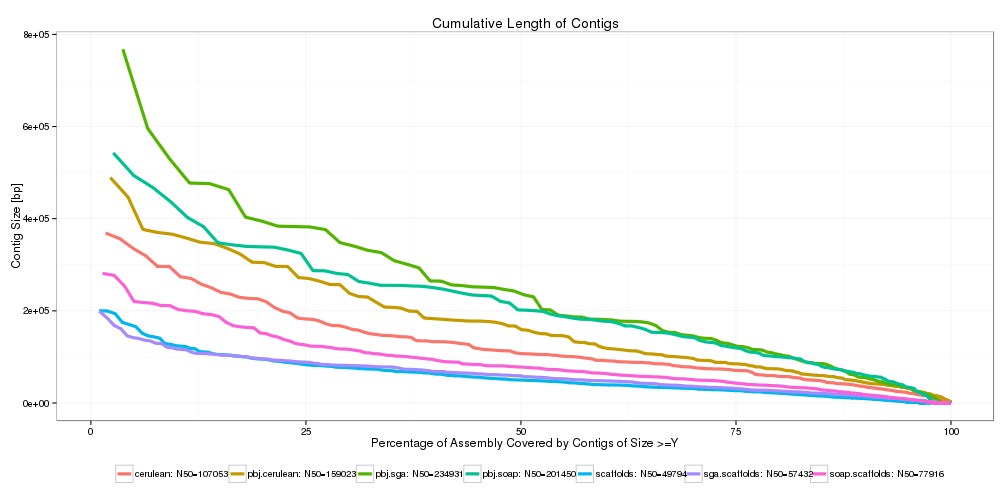 Cumulative Length of Contigs
8e+05
6e+05
4e+05
2e+05
0e+00
Contig Size [bp]
0 25 50 75 100
Percentage of Assembly Covered by Contigs of Size >=Y
cerulean: N50=107053 pbj.cerulean: N50=159023 pbj.sga: N50=234931 pbj.soap: N50=201450 scaffolds: N50=49794 sga.scaffolds: N50=57432 soap.scaffolds: N50=77916